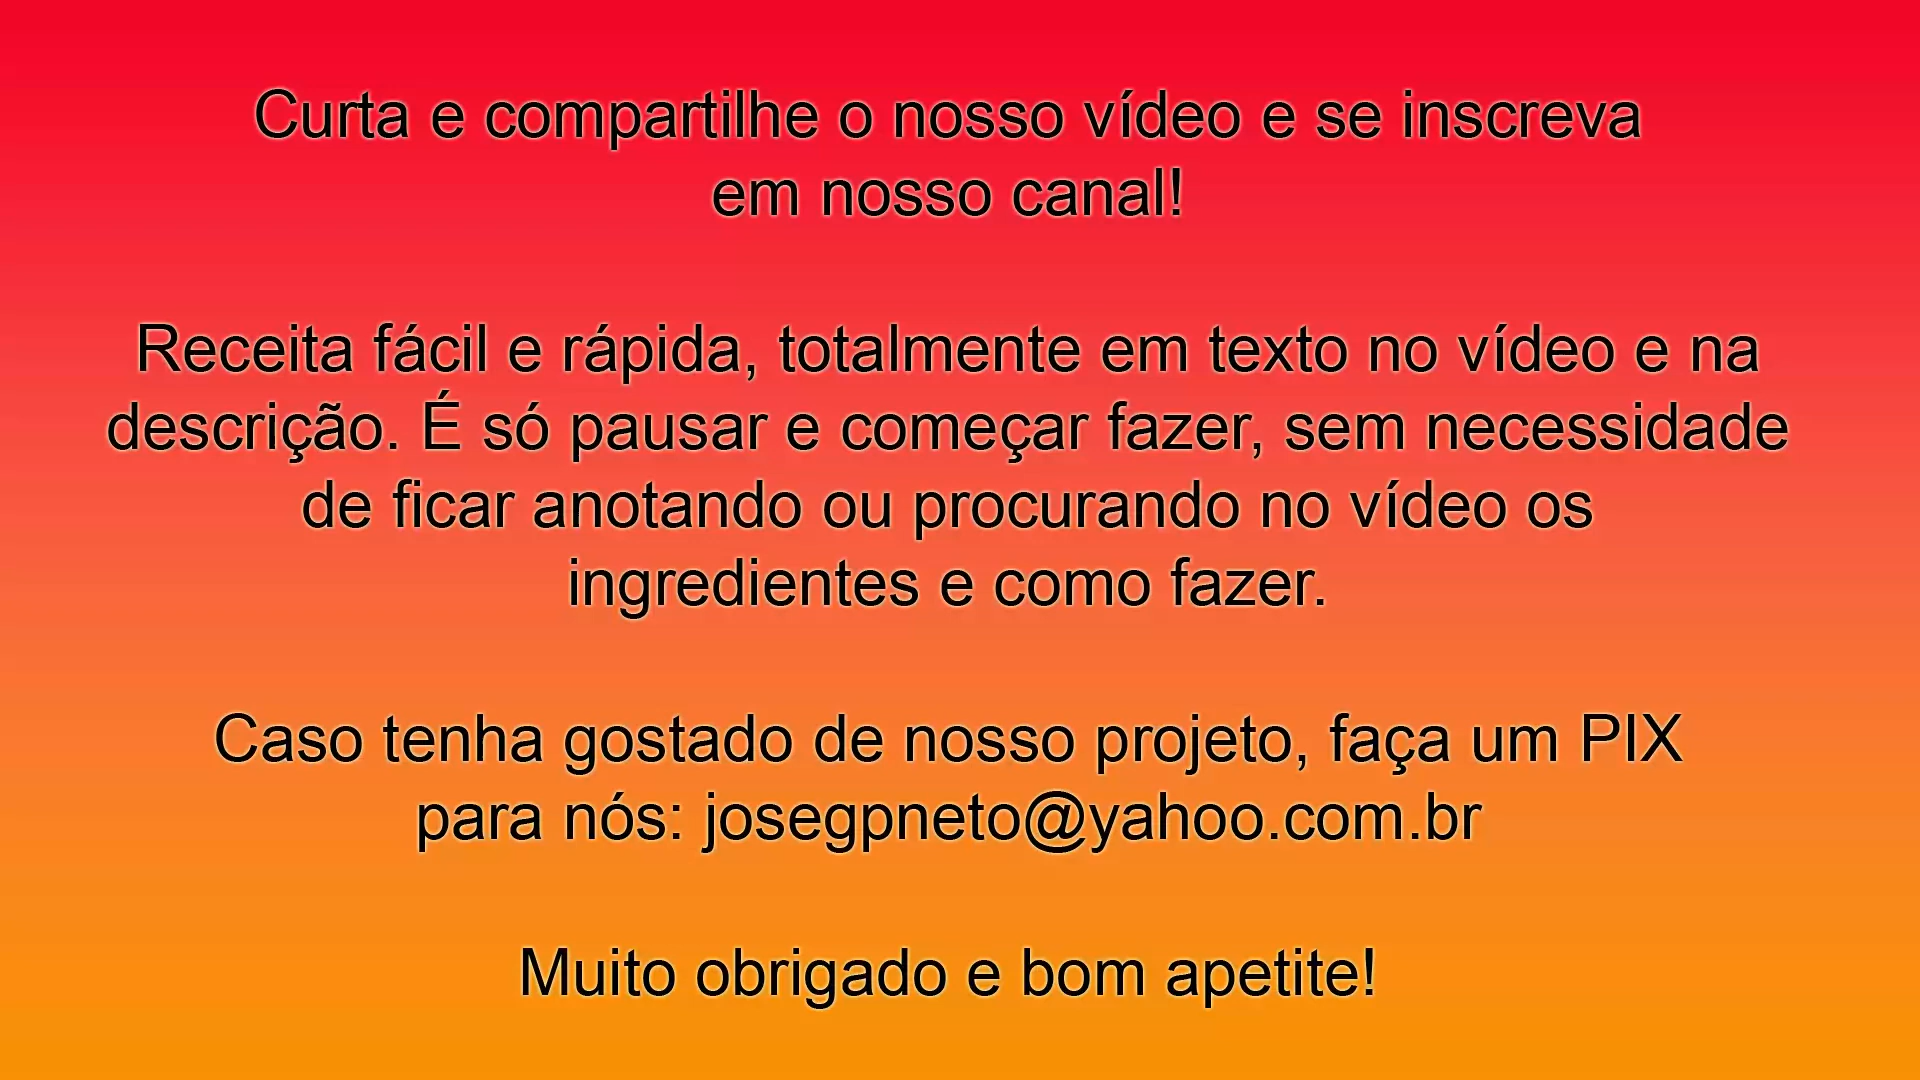 Curta e compartilhe o nosso vídeo e se inscreva
em nosso canal!
Receita fácil e rápida, totalmente em texto no vídeo e na
descrição. É só pausar e começar fazer, sem necessidade
de ficar anotando ou procurando no vídeo os
ingredientes e como fazer.
Caso tenha gostado de nosso projeto, faça um PIX
para nós: josegpneto@yahoo.com.br
Muito obrigado e bom apetite!